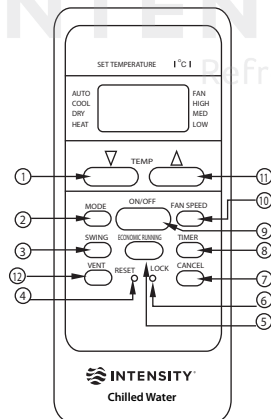 INTEN
Refr
SET TEMPERATURE I°C I
AUTO FAN
COOL HIGH
DRY MED
HEAT LOW
1 TEMP 11
MODE ON/OFF FAN SPEED 10
2 9
SWING ECONOMIC RUNNING TIMER
3 8
VENT RESET LOCK CANCEL
12 7
4 6
5
INTENSITY
Chilled Water